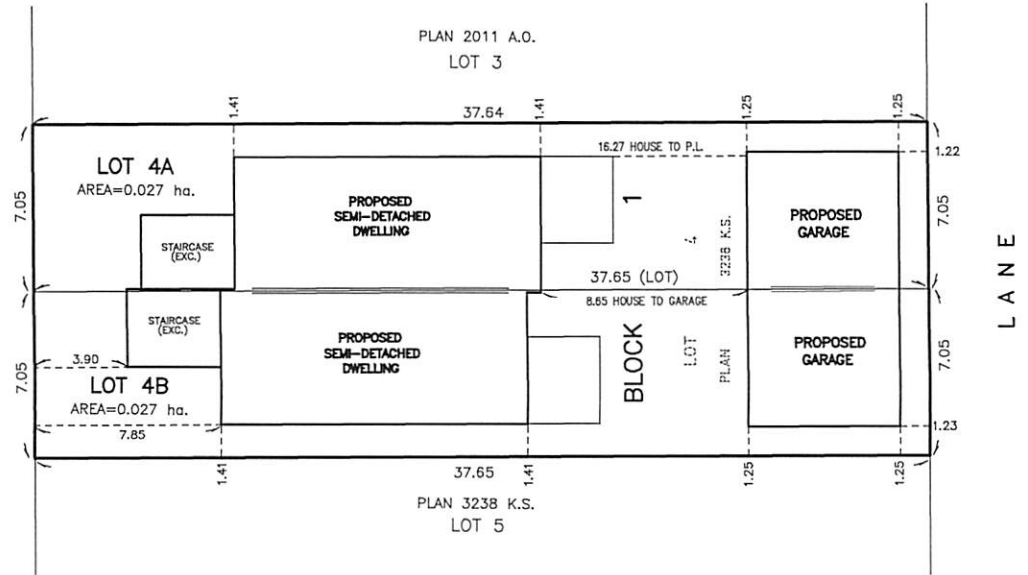 PLAN 2011 A.O.
LOT 3
1.41
37.64
1.41
1.25
1.25
16.27 HOUSE TO P.L.
1.22
LOT 4A
AREA=0.027 ha.
7.05
PROPOSED
SEMI-DETACHED
DWELLING
1
PROPOSED
GARAGE
7.05
STAIRCASE
(EXC.)
4
3238 K.S.
37.65 (LOT)
8.65 HOUSE TO GARAGE
LANE
STAIRCASE
(EXC.)
PROPOSED
SEMI-DETACHED
DWELLING
BLOCK
LOT
PLAN
PROPOSED
GARAGE
7.05
7.05
3.90
LOT 4B
AREA=0.027 ha.
7.85
1.23
1.41
37.65
1.41
1.25
1.25
PLAN 3238 K.S.
LOT 5